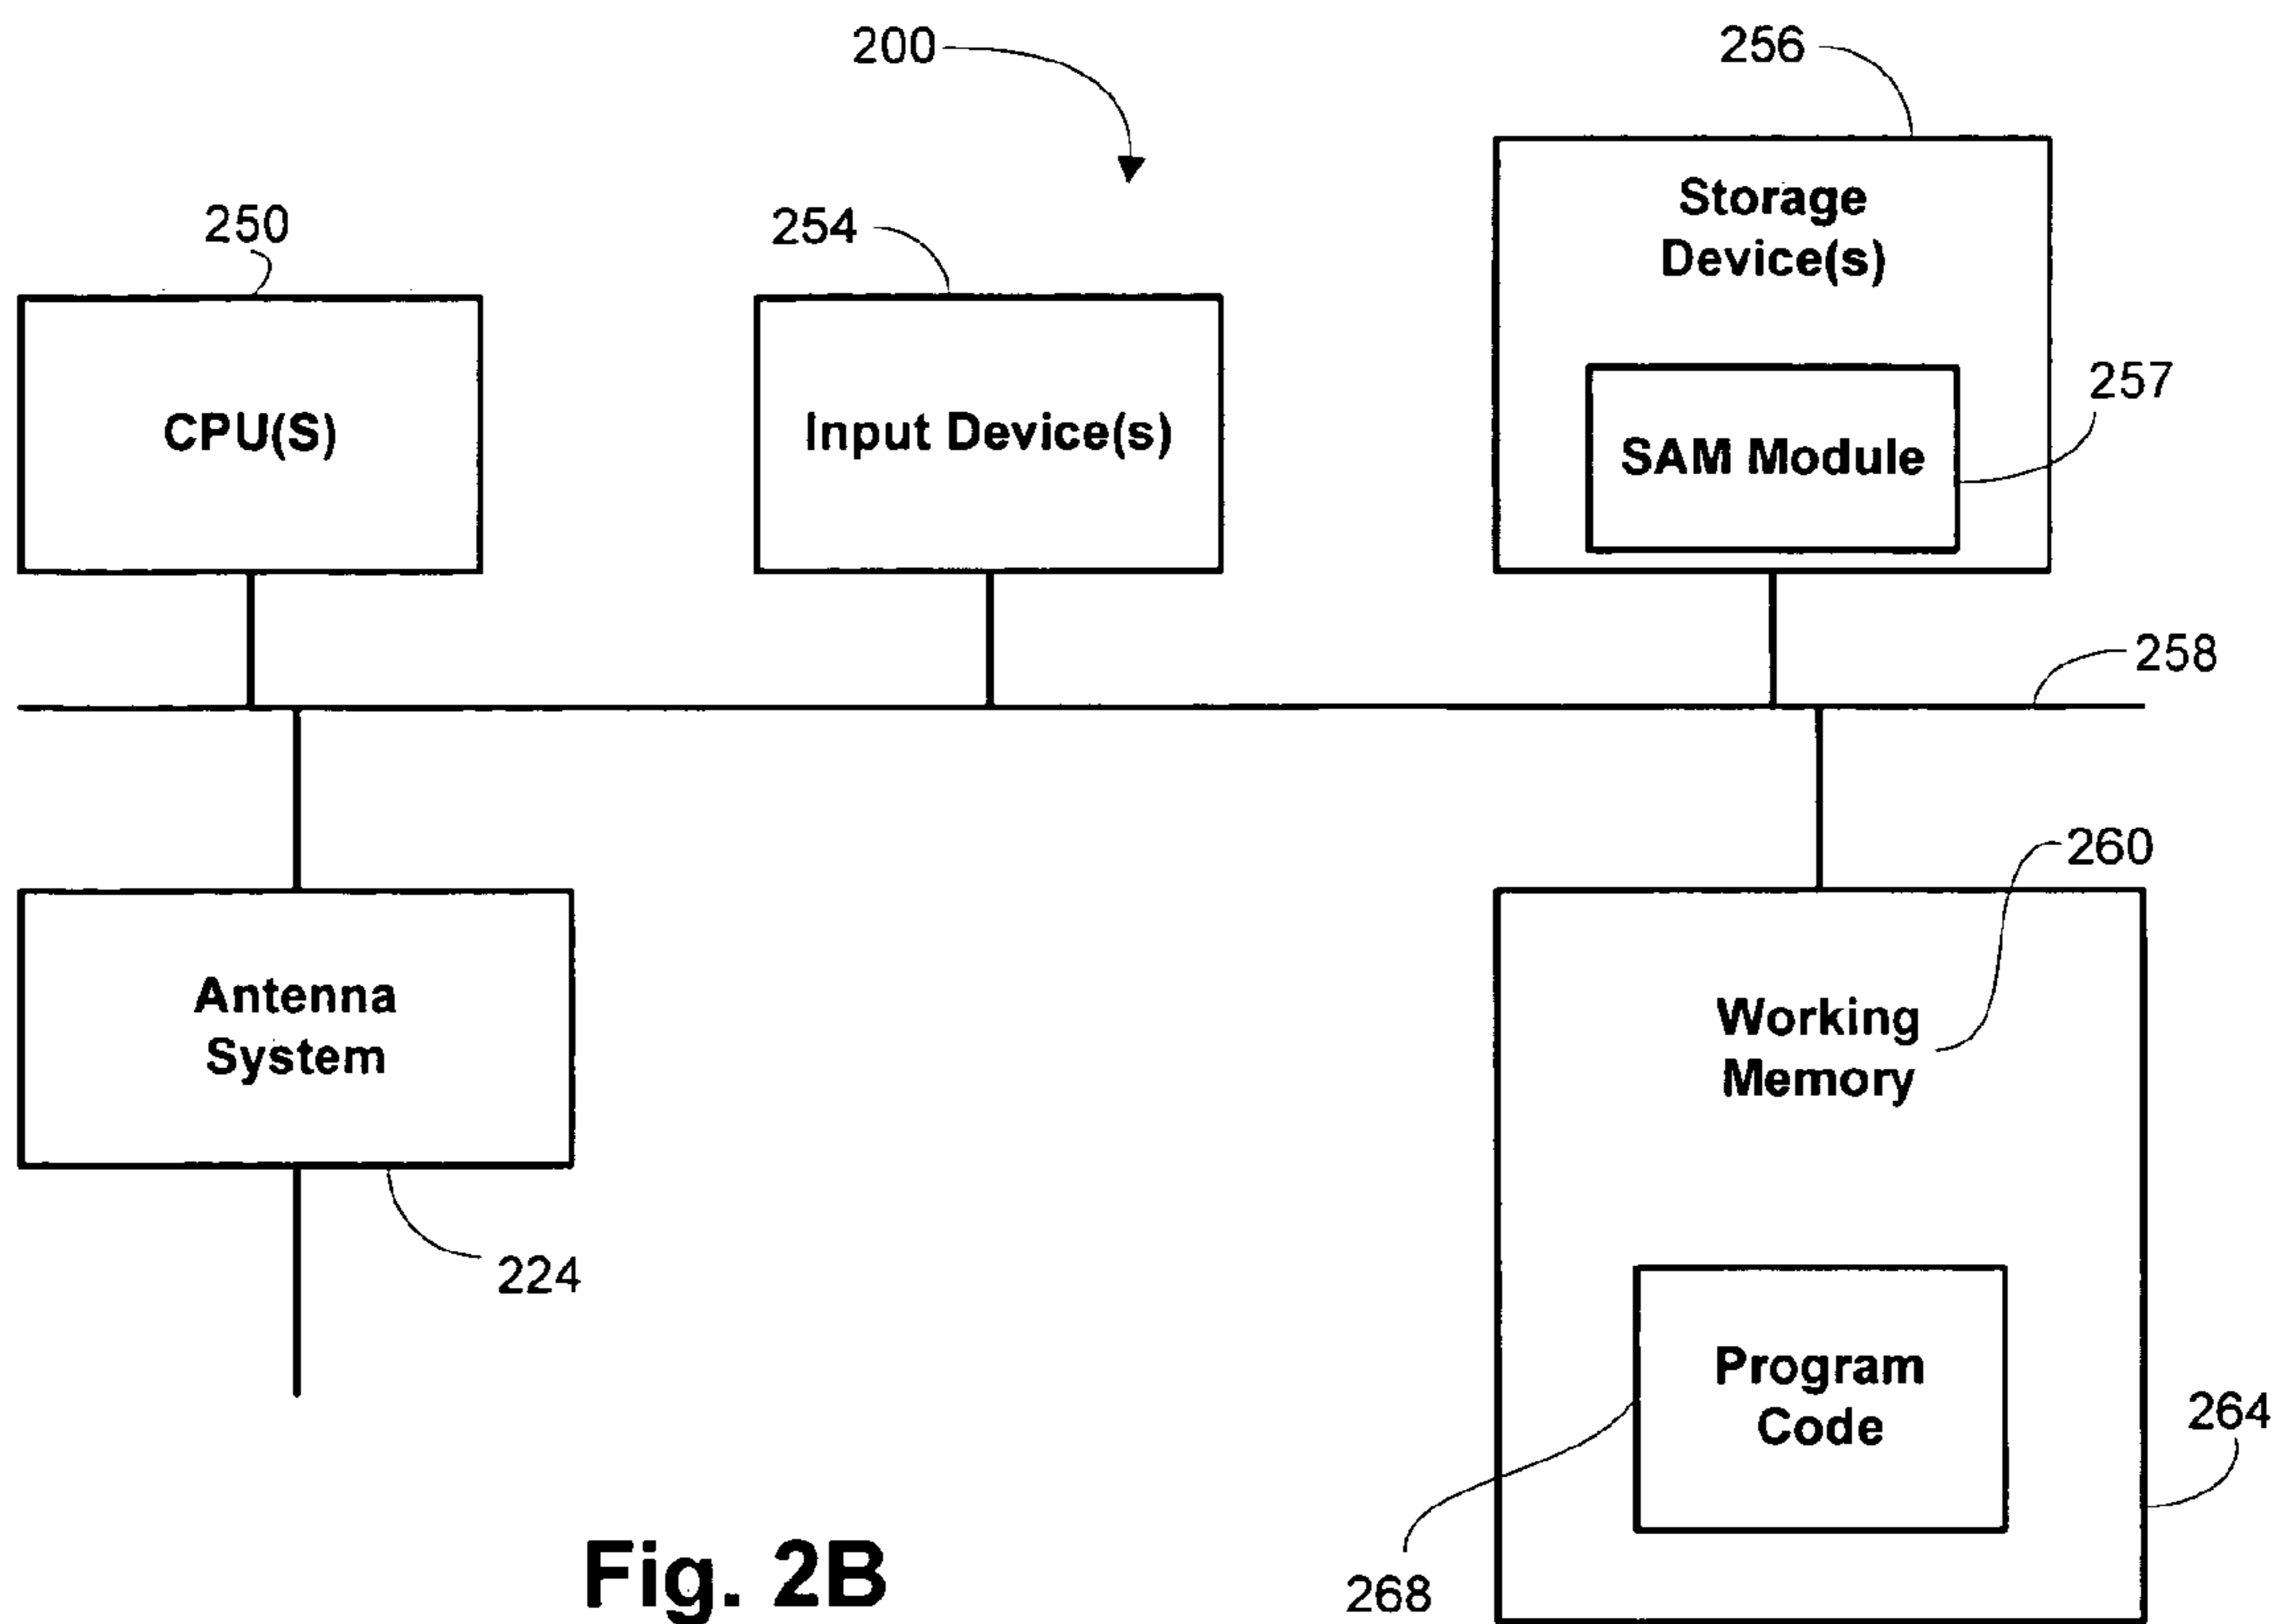 200
256
250
254
Storage
Device(s)
257
CPU(S)
Input Device(s)
SAM Module
258
260
Antenna
System
Working
Memory
224
Program
Code
264
268
Fig. 2B